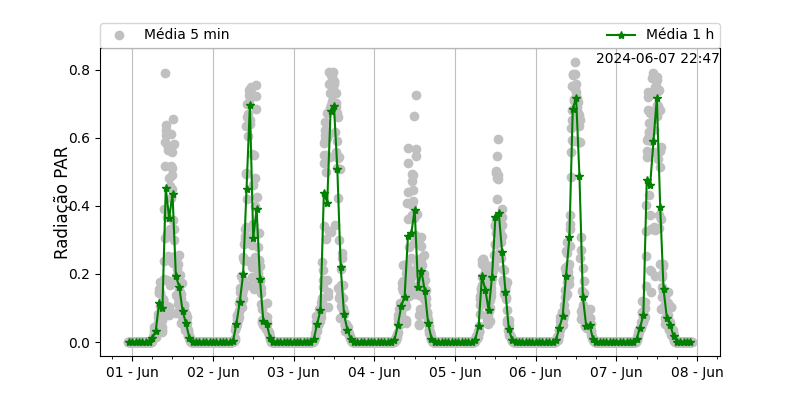 Média 5 min
Média 1 h
2024-06-07 22:47
Radiação PAR
0.8
0.6
0.4
0.2
0.0
01 - Jun
02 - Jun
03 - Jun
04 - Jun
05 - Jun
06 - Jun
07 - Jun
08 - Jun